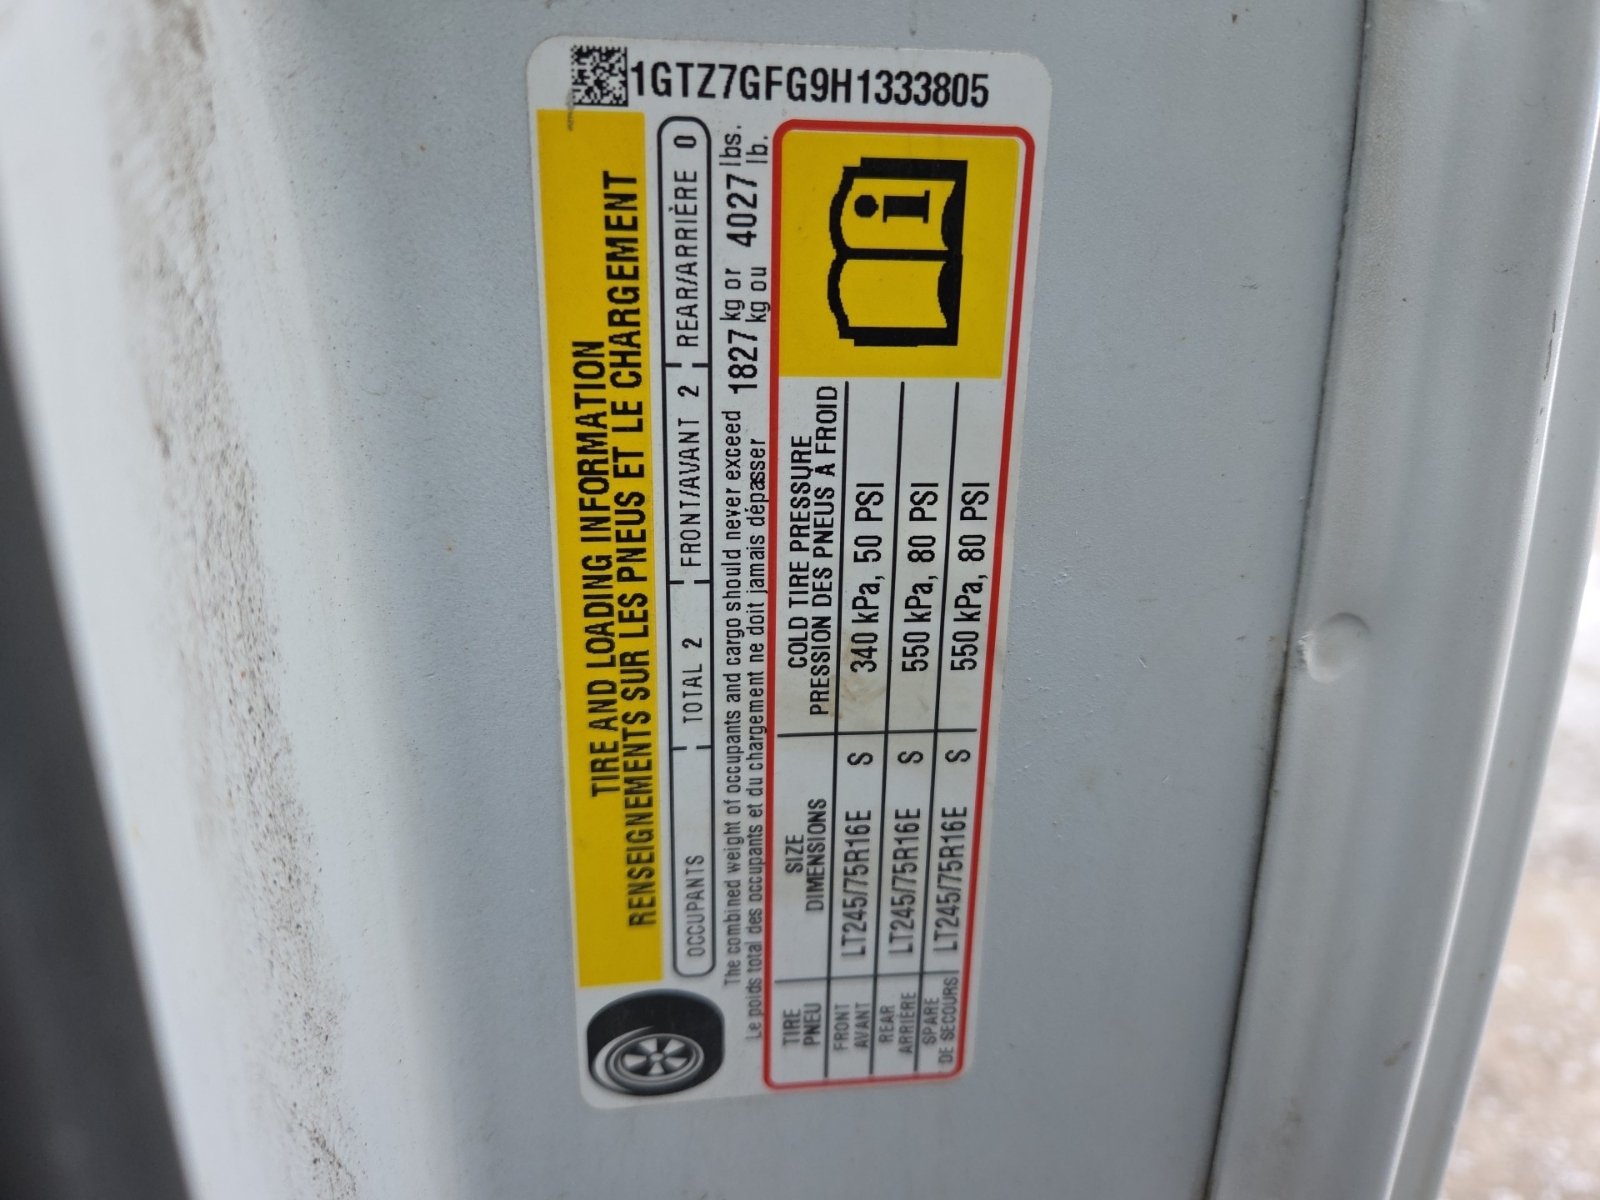 1GTZ7GFG9H1333805
TIRE AND LOADING INFORMATION
RENSEIGNEMENTS SUR LES PNEUS ET LE CHARGEMENT
OCCUPANTS TOTAL 2 FRONT/AVANT 2 REAR/ARRIÈRE 0
The combined weight of occupants and cargo should never exceed 1827 kg or 4027 lbs.
Le poids total des occupants et du chargement ne doit jamais dépasser kg ou lb.
TIRE SIZE COLD TIRE PRESSURE
PNEU DIMENSIONS PRESSION DES PNEUS À FROID
FRONT
AVANT LT245/75R16E S 340 kPa, 50 PSI
REAR
ARRIÈRE LT245/75R16E S 550 kPa, 80 PSI
SPARE
DE SECOURS LT245/75R16E S 550 kPa, 80 PSI